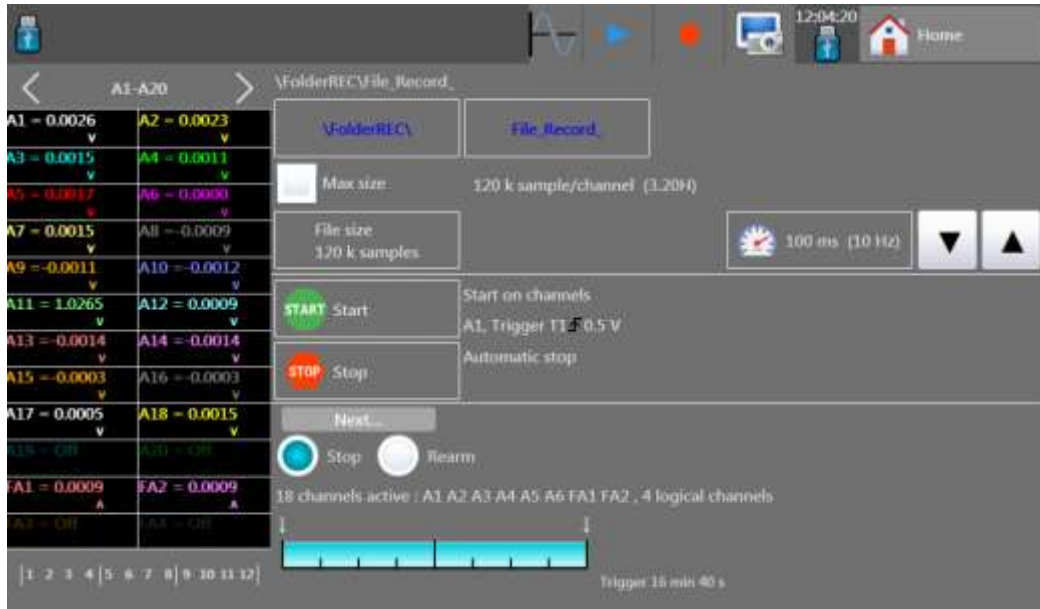 12:04:20
Home
A1-A20
\FolderREC\File_Record_
A1 = 0.0026 V
A2 = 0.0023 V
\FolderREC\
File_Record_
A3 = 0.0015 V
A4 = 0.0011 V
A5 = 0.0017 V
A6 = 0.0000 V
Max size
120 k sample/channel (3.20H)
A7 = 0.0015 V
A8 =-0.0009 V
File size
120 k samples
100 ms (10 Hz)
A9 =-0.0011 V
A10 =-0.0012 V
A11 = 1.0265 V
A12 = 0.0009 V
START Start
Start on channels
A1, Trigger T1 0.5 V
A13 =-0.0014 V
A14 =-0.0014 V
A15 =-0.0003 V
A16 =-0.0003 V
STOP Stop
Automatic stop
A17 = 0.0005 V
A18 = 0.0015 V
Next...
A19 = Off
A20 = Off
Stop
Rearm
FA1 = 0.0009 A
FA2 = 0.0009 A
18 channels active : A1 A2 A3 A4 A5 A6 FA1 FA2 , 4 logical channels
FA3 = Off
FA4 = Off
1 2 3 4 5 6 7 8 9 10 11 12
Trigger 16 min 40 s